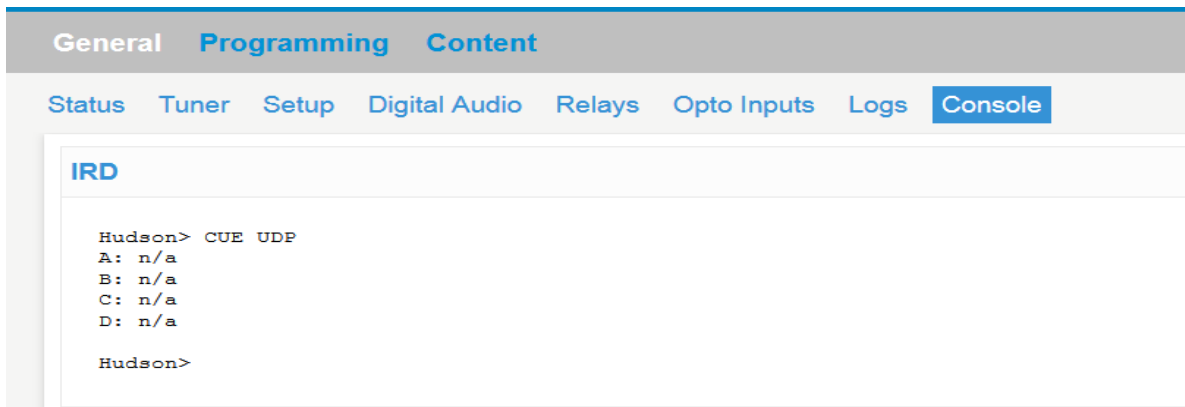 General Programming Content
Status Tuner Setup Digital Audio Relays Opto Inputs Logs Console
IRD
Hudson> CUE UDP
A: n/a
B: n/a
C: n/a
D: n/a
Hudson>